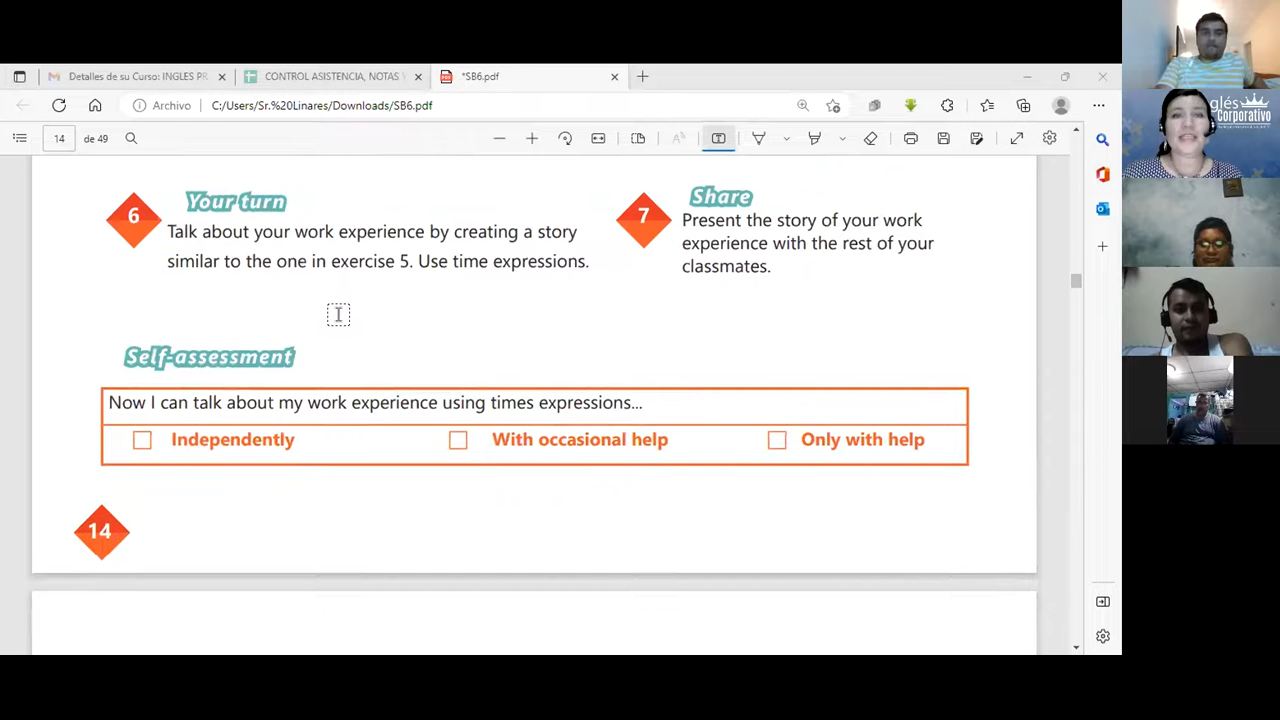 Detalles de su Curso: INGLES PR
CONTROL ASISTENCIA, NOTAS Y
*SB6.pdf
Archivo
C:/Users/Sr.%20Linares/Downloads/SB6.pdf
14
de 49
6
Your turn
Talk about your work experience by creating a story
similar to the one in exercise 5. Use time expressions.
7
Share
Present the story of your work
experience with the rest of your
classmates.
Self-assessment
Now I can talk about my work experience using times expressions...
Independently
With occasional help
Only with help
14
glés
Corporativo